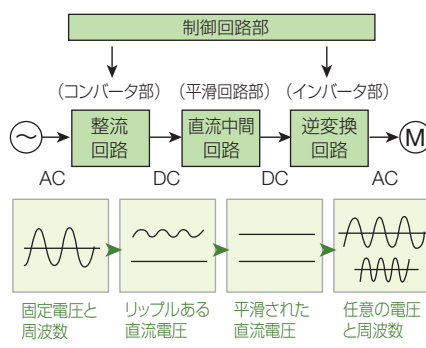 制御回路部
（コンバータ部）（平滑回路部）（インバータ部）
整流
回路
直流中間
回路
逆変換
回路
～
M
AC DC DC AC
固定電圧と
周波数
リップルある
直流電圧
平滑された
直流電圧
任意の電圧
と周波数